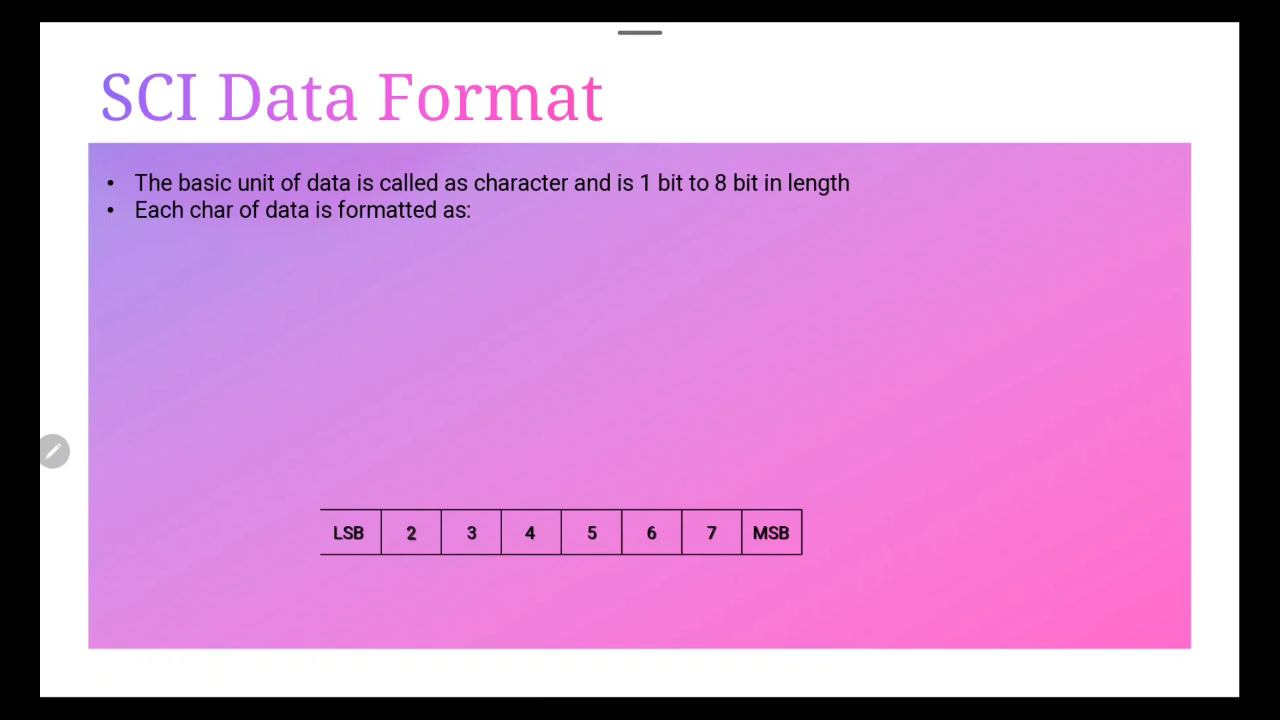 SCI Data Format
• The basic unit of data is called as character and is 1 bit to 8 bit in length
• Each char of data is formatted as:
LSB 2 3 4 5 6 7 MSB